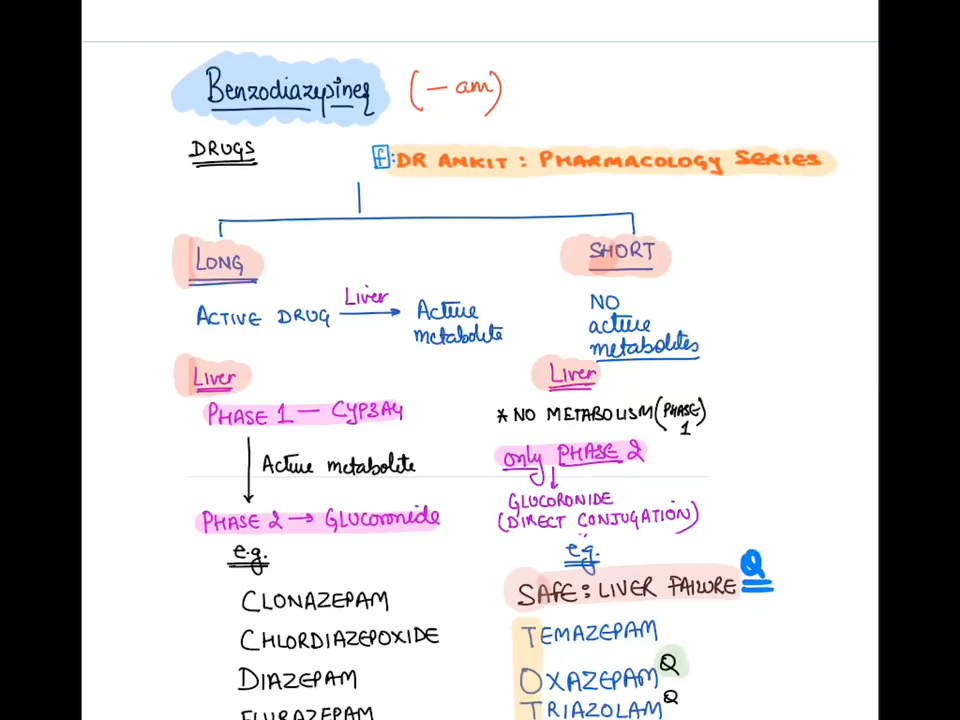 Benzodiazepines (-am)
DRUGS
f: DR ANKIT : PHARMACOLOGY SERIES
LONG
SHORT
ACTIVE DRUG Liver → Active metabolite
NO
active
metabolites
Liver
PHASE 1 — CYP3A4
Active metabolite
PHASE 2 → Glucoronide
e.g.
CLONAZEPAM
CHLORDIAZEPOXIDE
DIAZEPAM
FLURAZEPAM
Liver
* NO METABOLISM (PHASE 1)
only PHASE 2
GLUCORONIDE
(DIRECT CONJUGATION)
e.g.
SAFE : LIVER FAILURE Q
TEMAZEPAM
OXAZEPAM Q
TRIAZOLAM Q